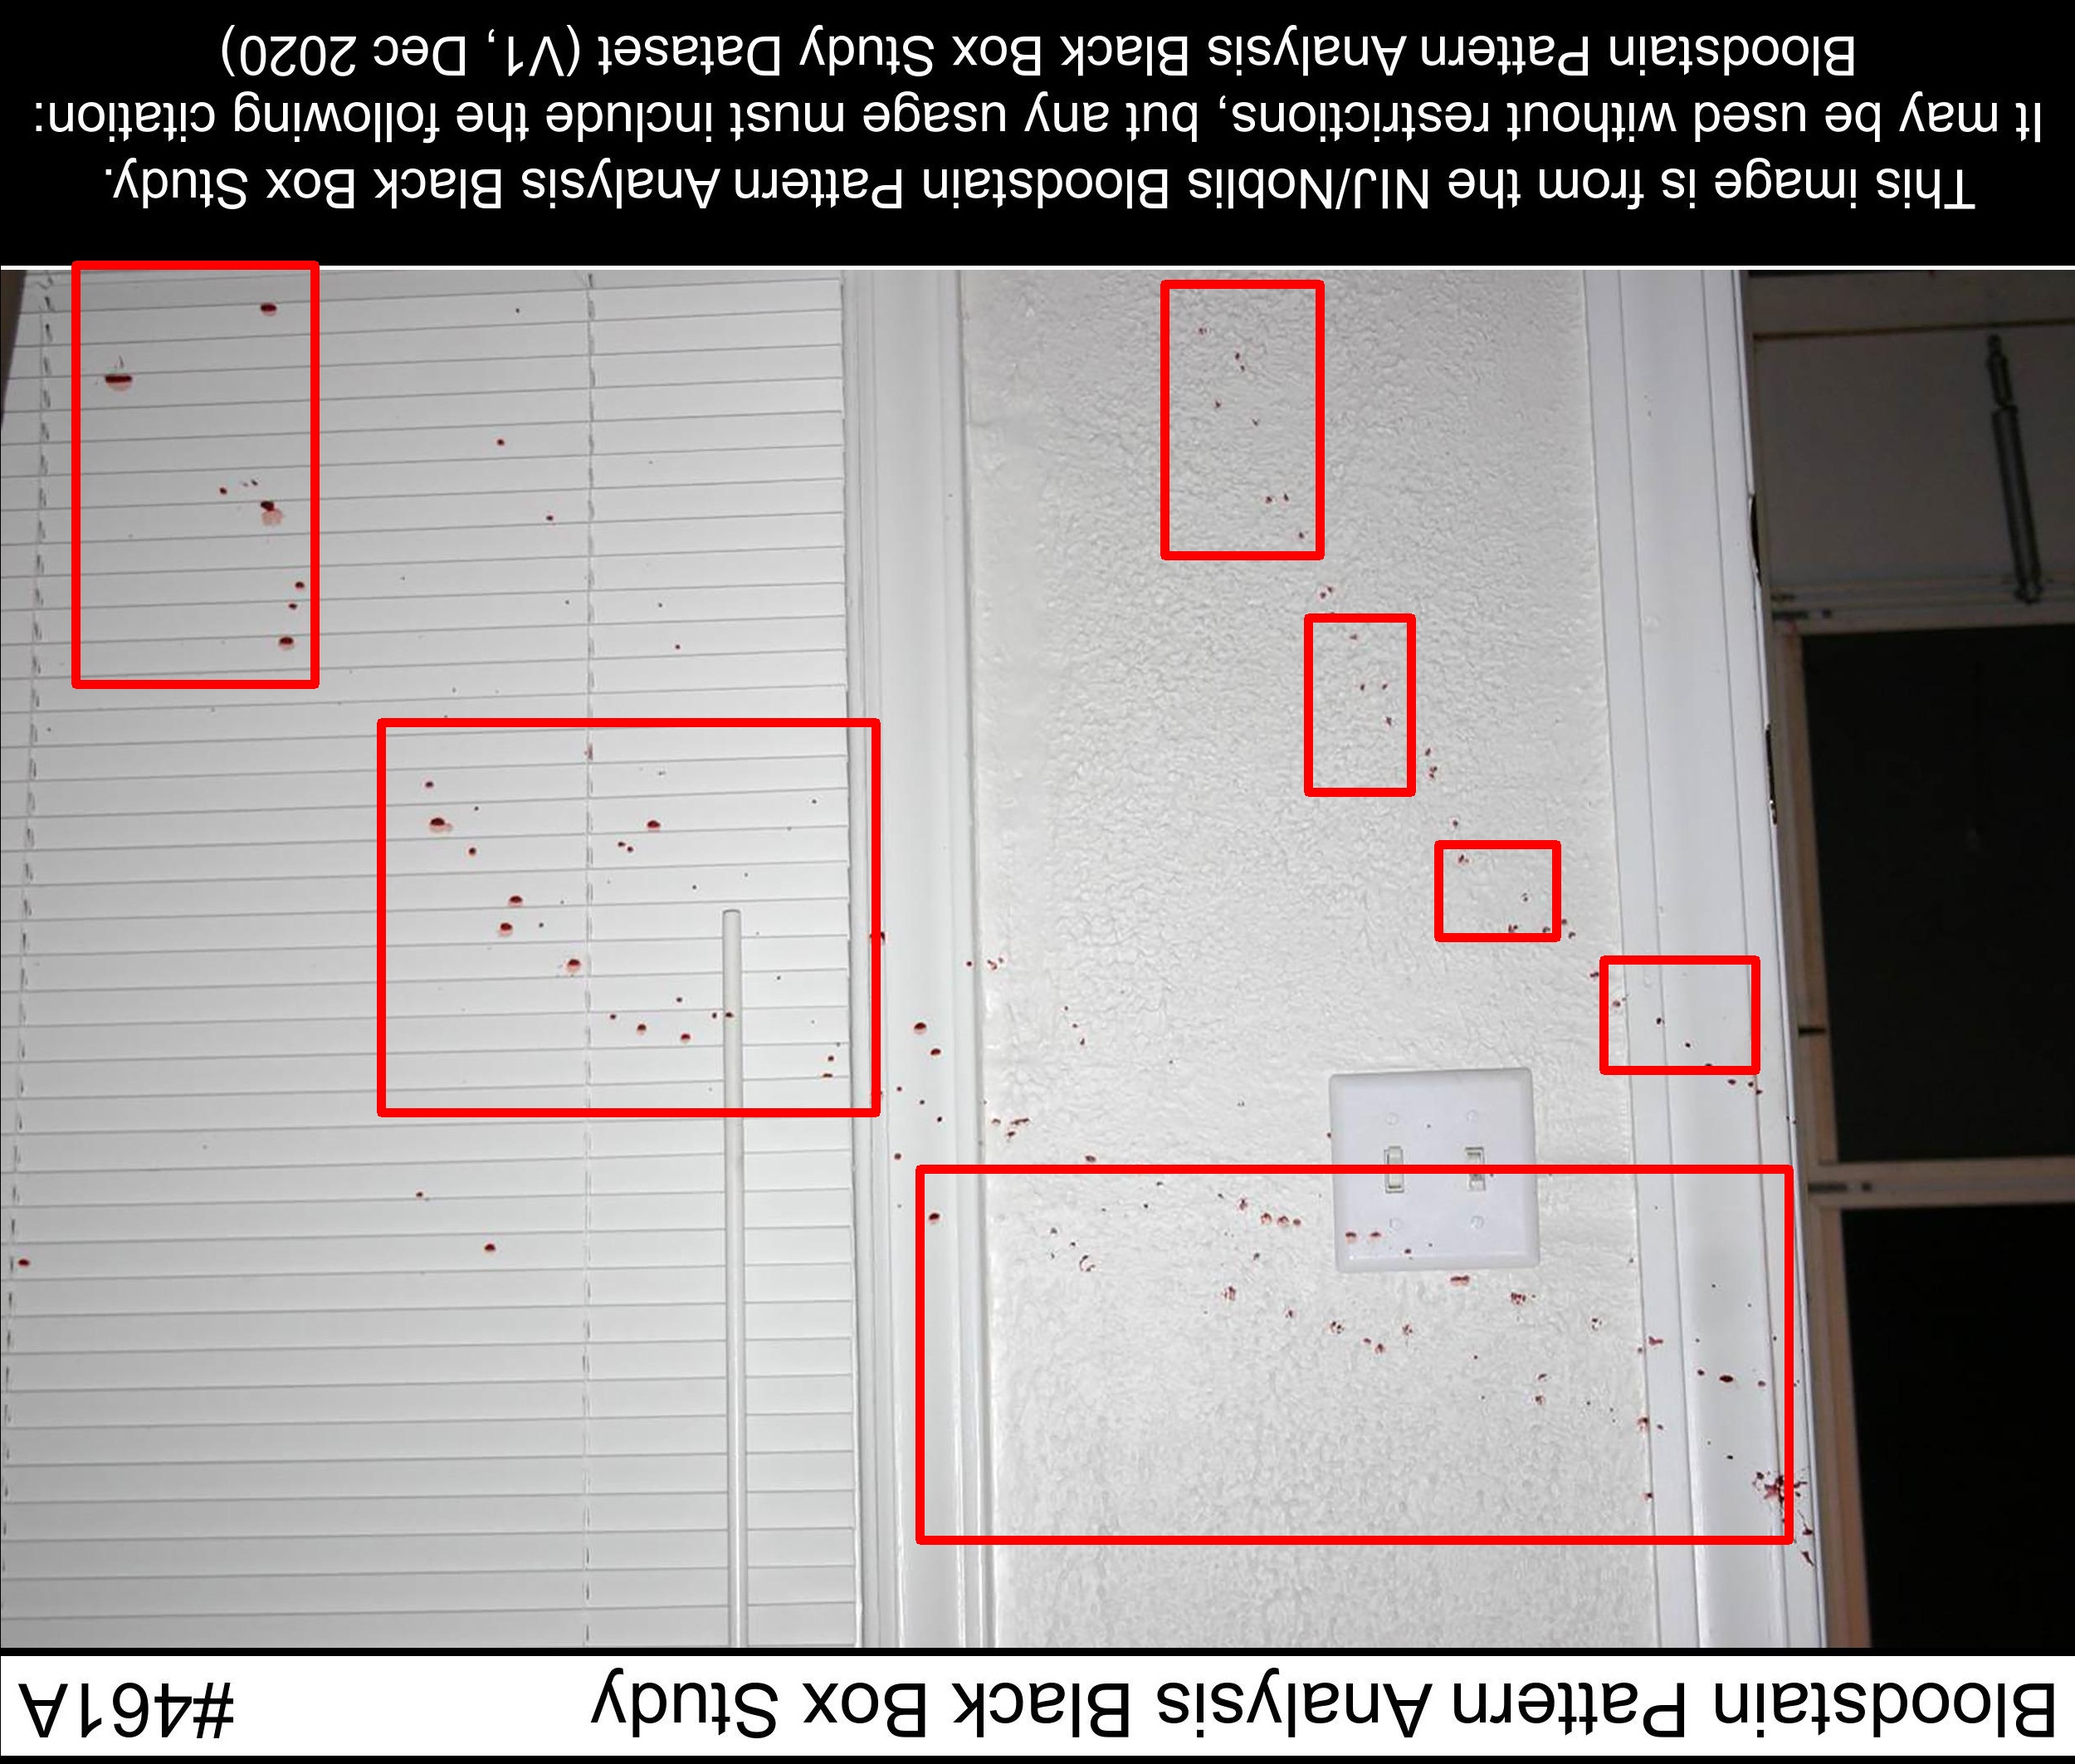 Bloodstain Pattern Analysis Black Box Study #461A
This image is from the NIJ/Noblis Bloodstain Pattern Analysis Black Box Study.
It may be used without restrictions, but any usage must include the following citation:
Bloodstain Pattern Analysis Black Box Study Dataset (V1, Dec 2020)